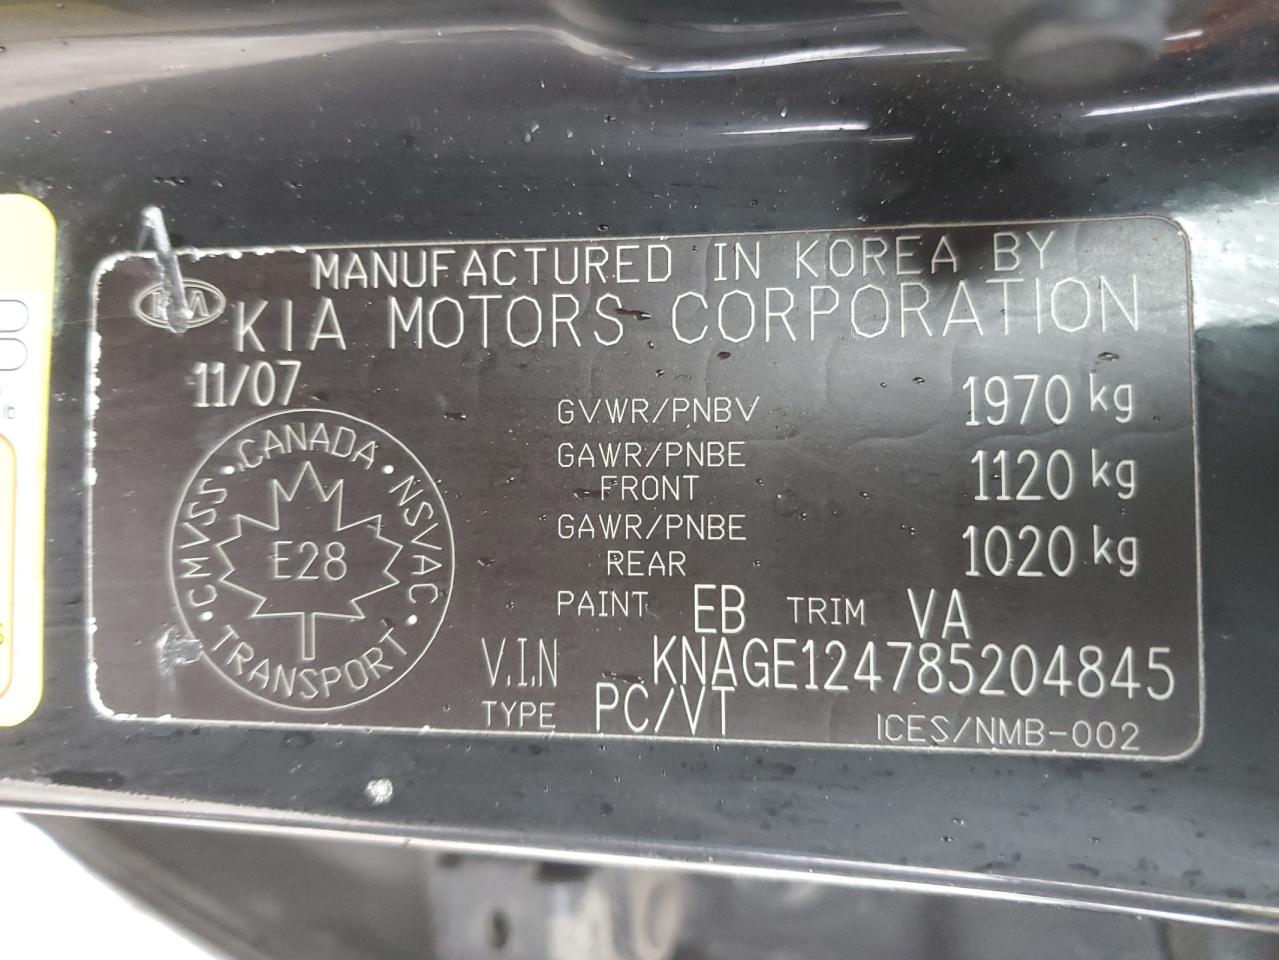 MANUFACTURED IN KOREA BY
KIA KIA MOTORS CORPORATION
11/07
GVWR/PNBV 1970 kg
GAWR/PNBE FRONT 1120 kg
GAWR/PNBE REAR 1020 kg
CMVSS • CANADA • NSVAC • TRANSPORT •
E28
PAINT EB TRIM VA
V.I.N KNAGE124785204845
TYPE PC/VT
ICES/NMB-002
lb